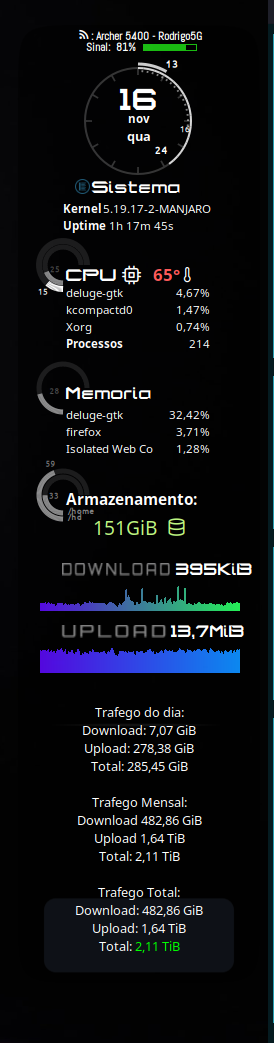 : Archer 5400 - Rodrigo5G
Sinal: 81%
13
16
nov
qua
16
24
Sistema
Kernel 5.19.17-2-MANJARO
Uptime 1h 17m 45s
25
CPU 65°
15
deluge-gtk 4,67%
kcompactd0 1,47%
Xorg 0,74%
Processos 214
28
Memoria
deluge-gtk 32,42%
firefox 3,71%
Isolated Web Co 1,28%
59
33
Armazenamento:
/home
/hd
151GiB
DOWNLOAD 395KiB
UPLOAD 13,7MiB
Trafego do dia:
Download: 7,07 GiB
Upload: 278,38 GiB
Total: 285,45 GiB
Trafego Mensal:
Download 482,86 GiB
Upload 1,64 TiB
Total: 2,11 TiB
Trafego Total:
Download: 482,86 GiB
Upload: 1,64 TiB
Total: 2,11 TiB